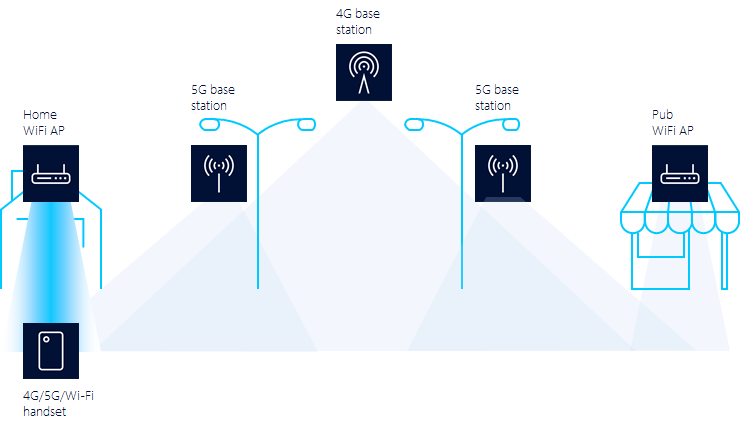 4G base
station
5G base
station
5G base
station
Home
WiFi AP
Pub
WiFi AP
4G/5G/Wi-Fi
handset